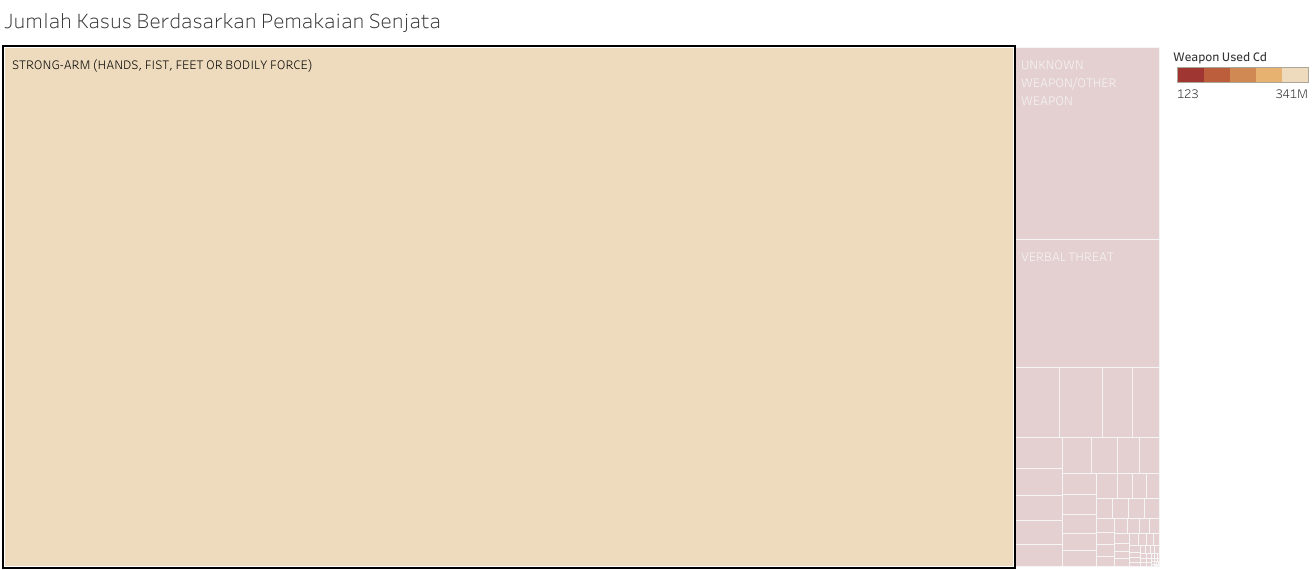 Jumlah Kasus Berdasarkan Pemakaian Senjata
STRONG-ARM (HANDS, FIST, FEET OR BODILY FORCE)
UNKNOWN
WEAPON/OTHER
WEAPON
VERBAL THREAT
Weapon Used Cd
123 341M